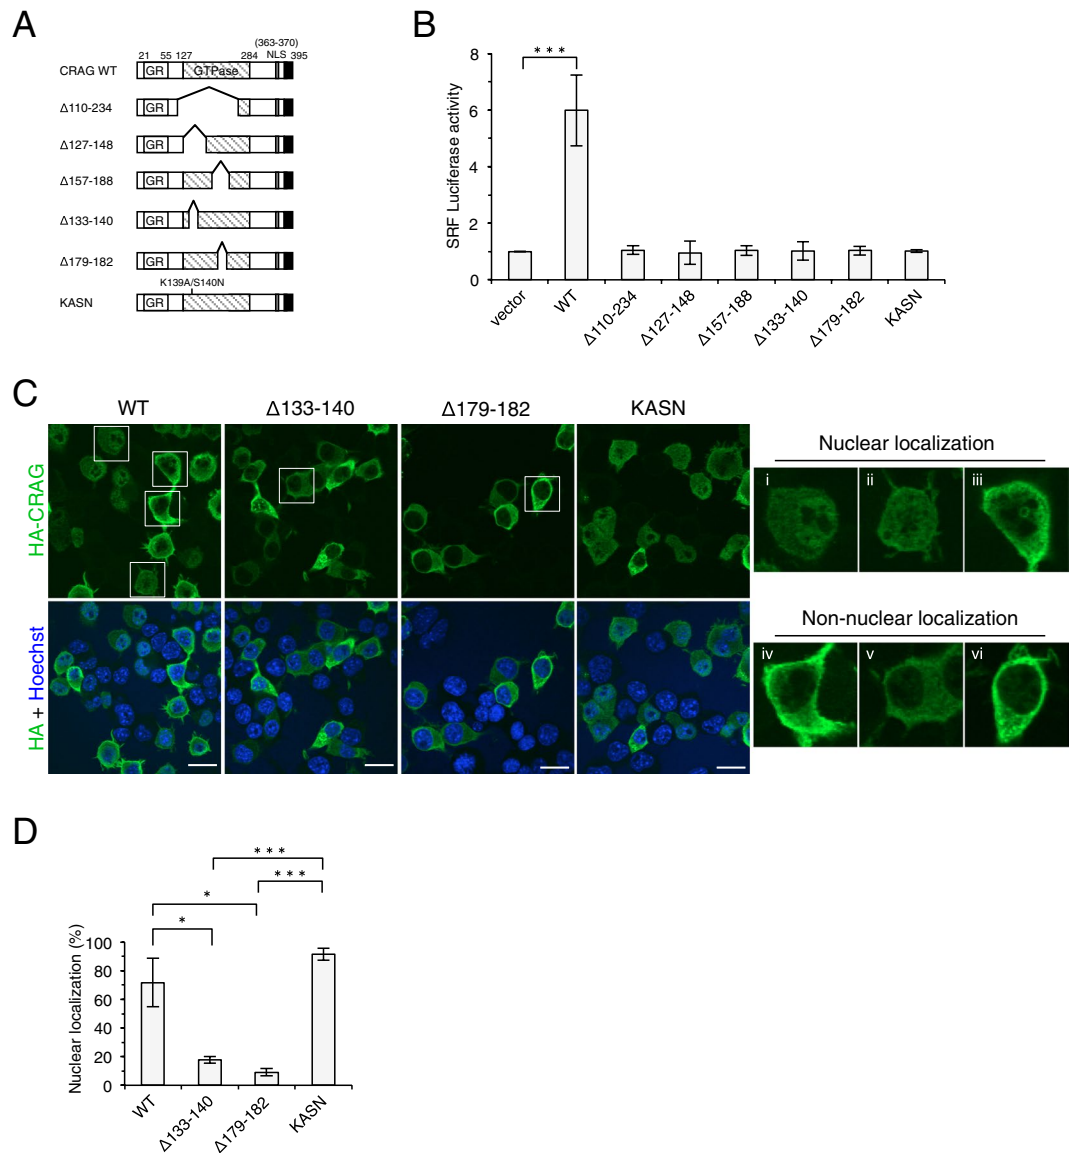 A
(363-370)
21 55 127 284 NLS 395
CRAG WT GR GTPase
Δ110-234 GR
Δ127-148 GR
Δ157-188 GR
Δ133-140 GR
Δ179-182 GR
K139A/S140N
KASN GR
B
SRF Luciferase activity
8
6
4
2
0
***
vector WT Δ110-234 Δ127-148 Δ157-188 Δ133-140 Δ179-182 KASN
C
WT Δ133-140 Δ179-182 KASN
HA-CRAG
HA + Hoechst
Nuclear localization
i ii iii
Non-nuclear localization
iv v vi
D
***
***
*
*
Nuclear localization (%)
100
80
60
40
20
0
WT Δ133-140 Δ179-182 KASN